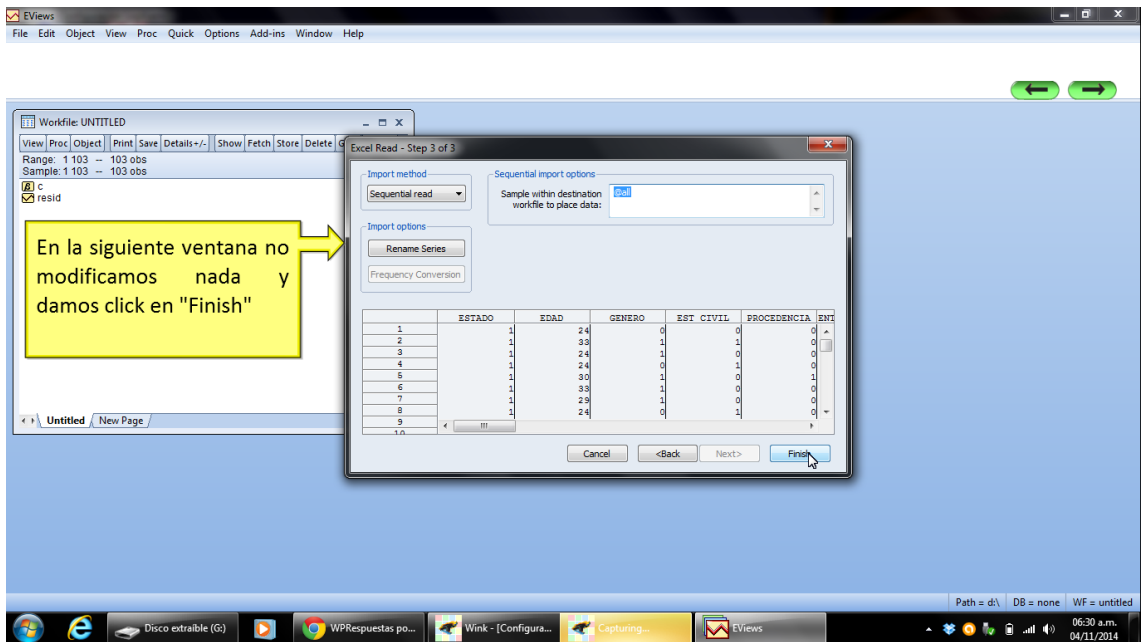 EViews
File Edit Object View Proc Quick Options Add-ins Window Help
Workfile: UNTITLED
View Proc Object Print Save Details+/- Show Fetch Store Delete G
Range: 1 103 -- 103 obs
Sample: 1 103 -- 103 obs
c
resid
En la siguiente ventana no
modificamos nada y
damos click en "Finish"
Untitled New Page
Excel Read - Step 3 of 3
Import method
Sequential read
Sequential import options
Sample within destination
workfile to place data:
@all
Import options
Rename Series
Frequency Conversion
ESTADO EDAD GENERO EST CIVIL PROCEDENCIA ENT
1 1 24 0 0 0
2 1 33 1 1 0
3 1 24 1 0 0
4 1 24 0 1 0
5 1 30 1 0 1
6 1 33 1 0 0
7 1 29 1 0 0
8 1 24 0 1 0
9
10
Cancel <Back Next> Finish
Path = d:\ DB = none WF = untitled
Disco extraible (G:) WPRespuestas po... Wink - [Configura... Capturing... EViews
06:30 a.m.
04/11/2014